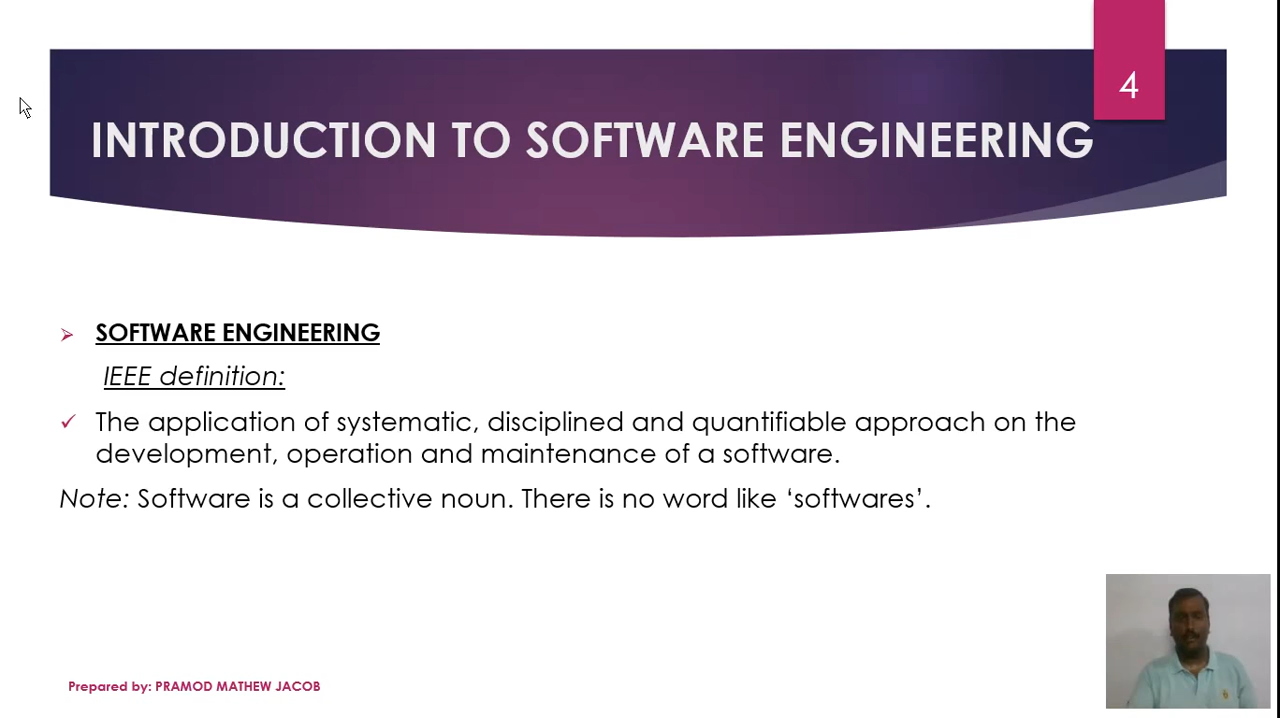 4
INTRODUCTION TO SOFTWARE ENGINEERING
SOFTWARE ENGINEERING
IEEE definition:
The application of systematic, disciplined and quantifiable approach on the
development, operation and maintenance of a software.
Note: Software is a collective noun. There is no word like ‘softwares’.
Prepared by: PRAMOD MATHEW JACOB